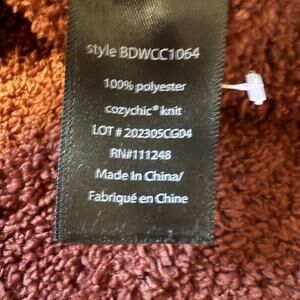 style BDWCC1064
100% polyester
cozychic® knit
LOT # 202305CG04
RN#111248
Made In China/
Fabriqué en Chine